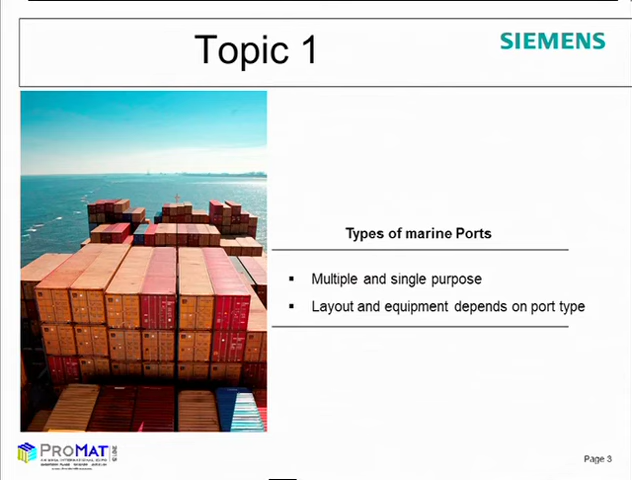 Topic 1
SIEMENS
Types of marine Ports
▪ Multiple and single purpose
▪ Layout and equipment depends on port type
PROMAT
Page 3